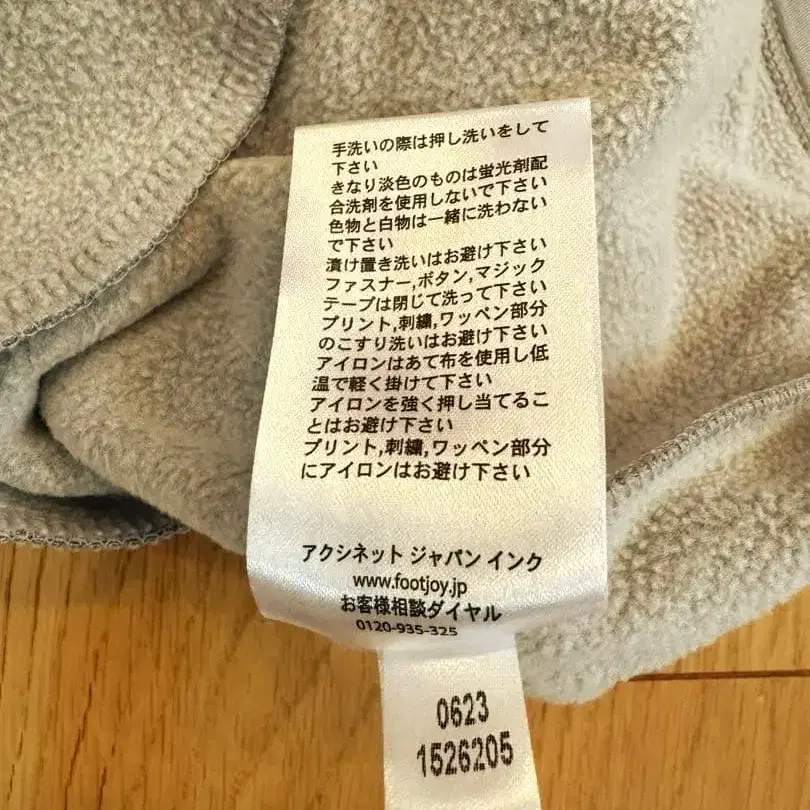 手洗いの際は押し洗いをして
下さい
きなり淡色のものは蛍光剤配
合洗剤を使用しないで下さい
色物と白物は一緒に洗わない
で下さい
漬け置き洗いはお避け下さい
ファスナー,ボタン,マジック
テープは閉じて洗って下さい
プリント,刺繍,ワッペン部分
のこすり洗いはお避け下さい
アイロンはあて布を使用し低
温で軽く掛けて下さい
アイロンを強く押し当てるこ
とはお避け下さい
プリント,刺繍,ワッペン部分
にアイロンはお避け下さい
アクシネット ジャパン インク
www.footjoy.jp
お客様相談ダイヤル
0120-935-325
0623
1526205